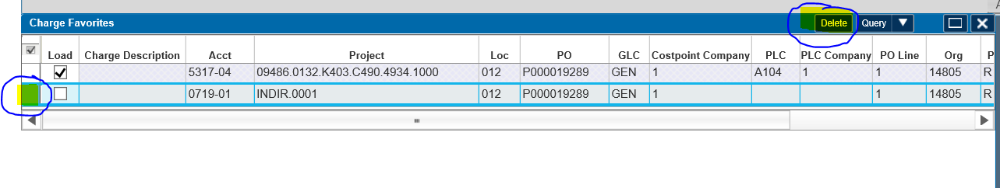 Charge Favorites Delete Query
Load Charge Description Acct Project Loc PO GLC Costpoint Company PLC PLC Company PO Line Org P
5317-04 09486.0132.K403.C490.4934.1000 012 P000019289 GEN 1 A104 1 1 14805 R
0719-01 INDIR.0001 012 P000019289 GEN 1 1 14805 R